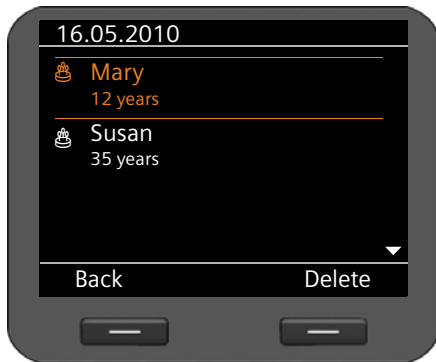 16.05.2010
Mary
12 years
Susan
35 years
Back Delete